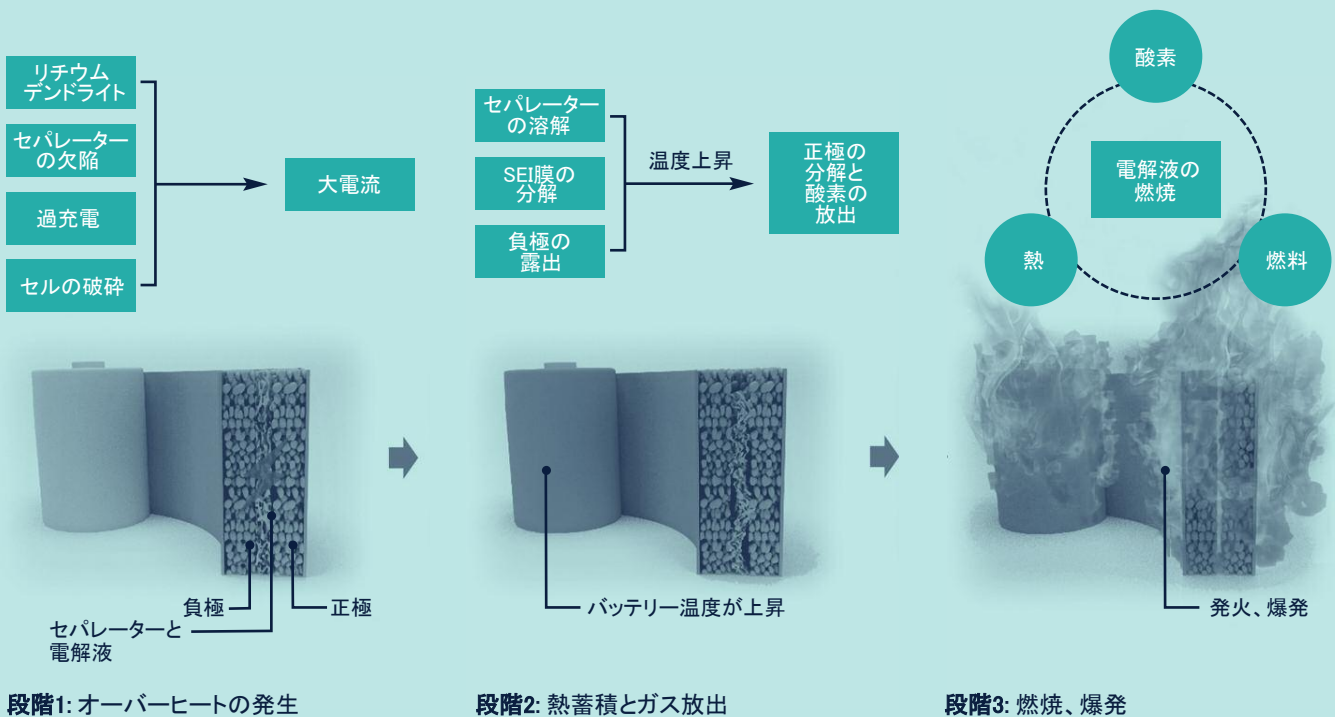 リチウム
デンドライト
セパレーター
の欠陥
過充電
セルの破砕
大電流
負極
正極
セパレーターと
電解液
段階1: オーバーヒートの発生
セパレーター
の溶解
SEI膜の
分解
負極の
露出
温度上昇
正極の
分解と
酸素の
放出
バッテリー温度が上昇
段階2: 熱蓄積とガス放出
酸素
電解液の
燃焼
熱
燃料
発火、爆発
段階3: 燃焼、爆発